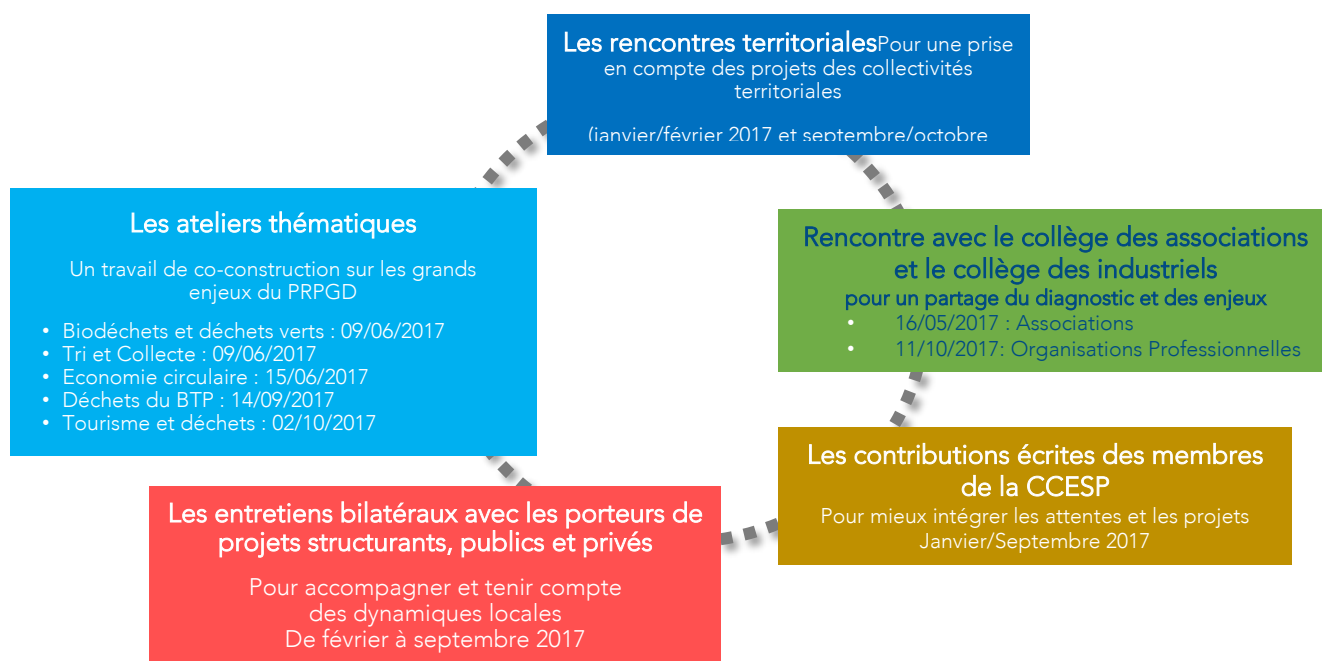 Les rencontres territorialesPour une prise
en compte des projets des collectivités
territoriales
(janvier/février 2017 et septembre/octobre
Les ateliers thématiques
Un travail de co-construction sur les grands
enjeux du PRPGD
• Biodéchets et déchets verts : 09/06/2017
• Tri et Collecte : 09/06/2017
• Economie circulaire : 15/06/2017
• Déchets du BTP : 14/09/2017
• Tourisme et déchets : 02/10/2017
Rencontre avec le collège des associations
et le collège des industriels
pour un partage du diagnostic et des enjeux
• 16/05/2017 : Associations
• 11/10/2017: Organisations Professionnelles
Les contributions écrites des membres
de la CCESP
Pour mieux intégrer les attentes et les projets
Janvier/Septembre 2017
Les entretiens bilatéraux avec les porteurs de
projets structurants, publics et privés
Pour accompagner et tenir compte
des dynamiques locales
De février à septembre 2017